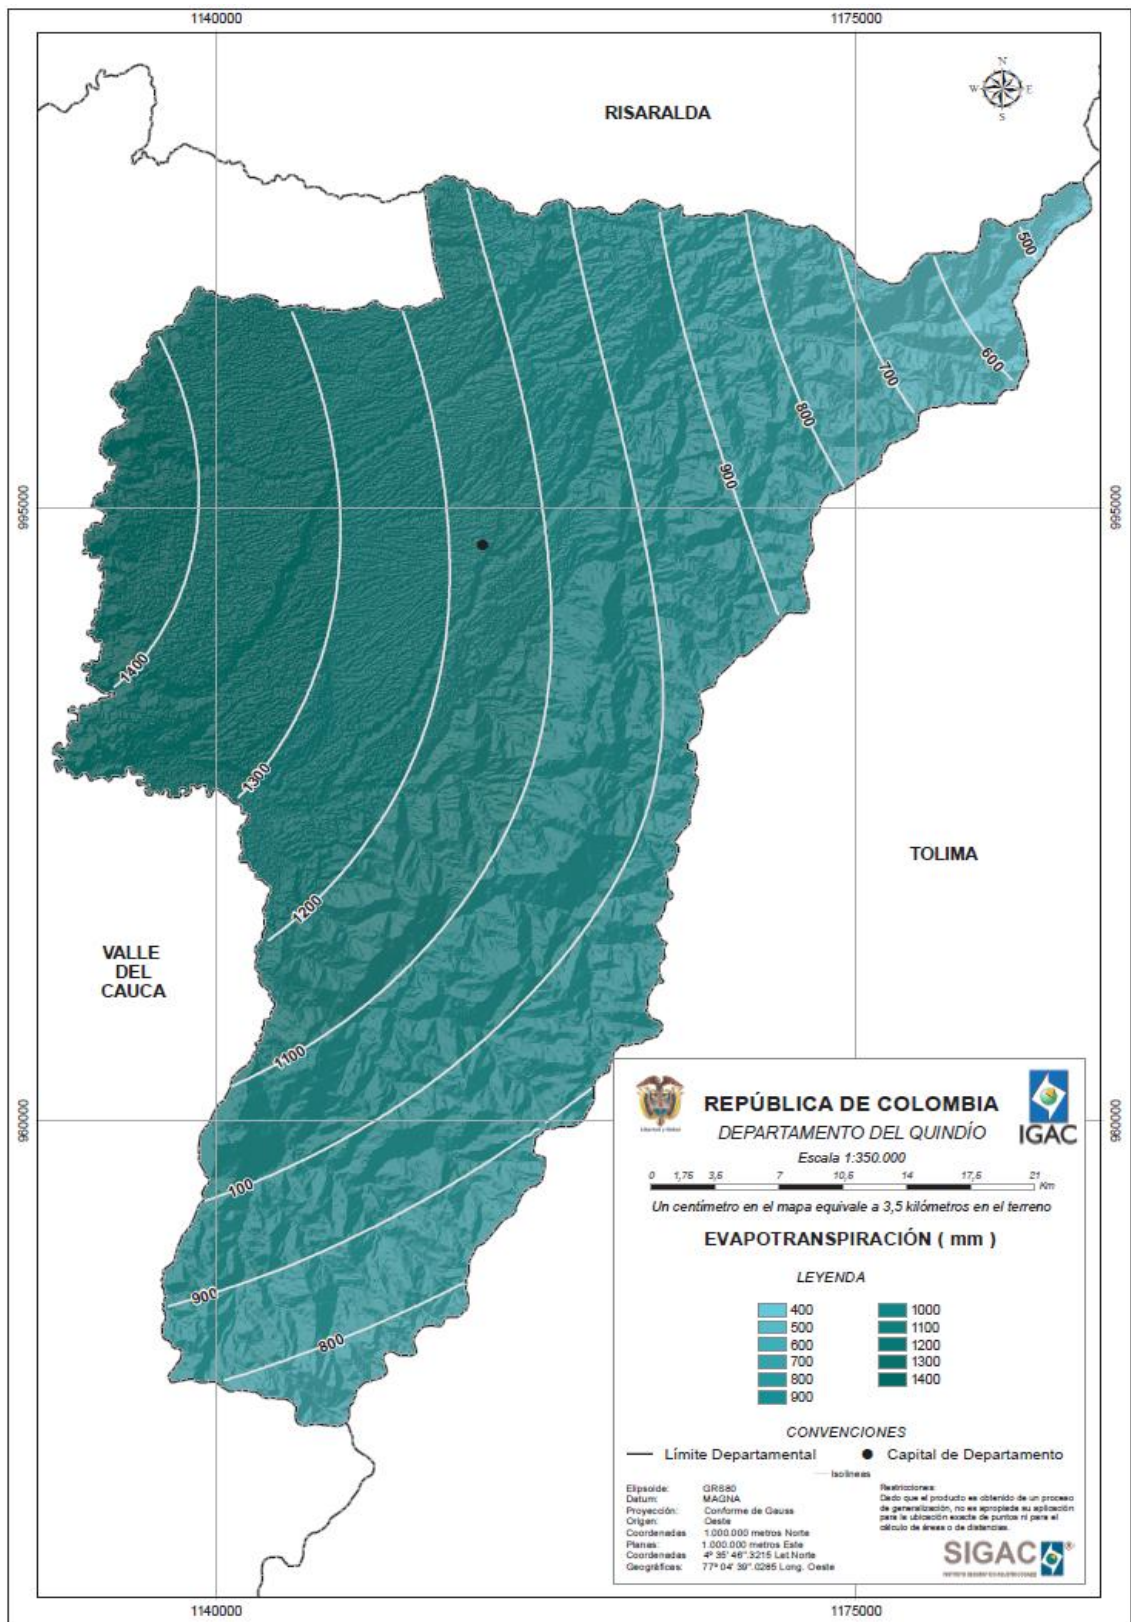 1140000
1175000
N
W
E
S
RISARALDA
500
600
700
800
900
995000
995000
1400
1300
TOLIMA
1200
VALLE
DEL
CAUCA
1100
960000
960000
100
900
800
REPÚBLICA DE COLOMBIA
DEPARTAMENTO DEL QUINDÍO
IGAC
Escala 1:350.000
0 1,75 3,5 7 10,5 14 17,5 21
Km
Un centímetro en el mapa equivale a 3,5 kilómetros en el terreno
EVAPOTRANSPIRACIÓN ( mm )
LEYENDA
400 1000
500 1100
600 1200
700 1300
800 1400
900
CONVENCIONES
Límite Departamental
Capital de Departamento
Isolineas
Elipsoide: GRS80
Datum: MAGNA
Proyección: Conforme de Gauss
Origen: Oeste
Coordenadas 1.000.000 metros Norte
Planas: 1.000.000 metros Este
Coordenadas 4º 35' 46".3215 Lat.Norte
Geográficas: 77º 04' 39".0285 Long. Oeste
Restricciones:
Dado que el producto es obtenido de un proceso
de generalización, no es apropiada su aplicación
para la ubicación exacta de puntos ni para el
cálculo de áreas o de distancias.
SIGAC
1140000
1175000